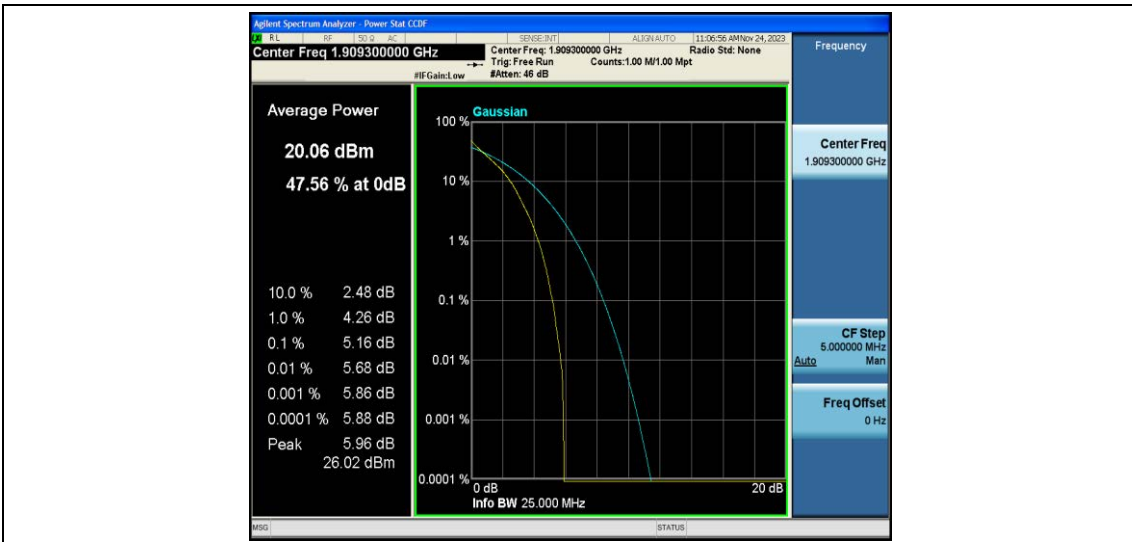 Agilent Spectrum Analyzer - Power Stat CCDF
RL RF 50 Ω AC SENSE:INT ALIGN AUTO 11:06:56 AM Nov 24, 2023
Center Freq 1.909300000 GHz
Center Freq: 1.909300000 GHz Radio Std: None
Trig: Free Run Counts:1.00 M/1.00 Mpt
#IFGain:Low #Atten: 46 dB
Frequency
Average Power
20.06 dBm
47.56 % at 0dB
10.0 % 2.48 dB
1.0 % 4.26 dB
0.1 % 5.16 dB
0.01 % 5.68 dB
0.001 % 5.86 dB
0.0001 % 5.88 dB
Peak 5.96 dB
26.02 dBm
Gaussian
100 %
10 %
1 %
0.1 %
0.01 %
0.001 %
0.0001 %
0 dB 20 dB
Info BW 25.000 MHz
Center Freq
1.909300000 GHz
CF Step
5.000000 MHz
Auto Man
Freq Offset
0 Hz
MSG STATUS